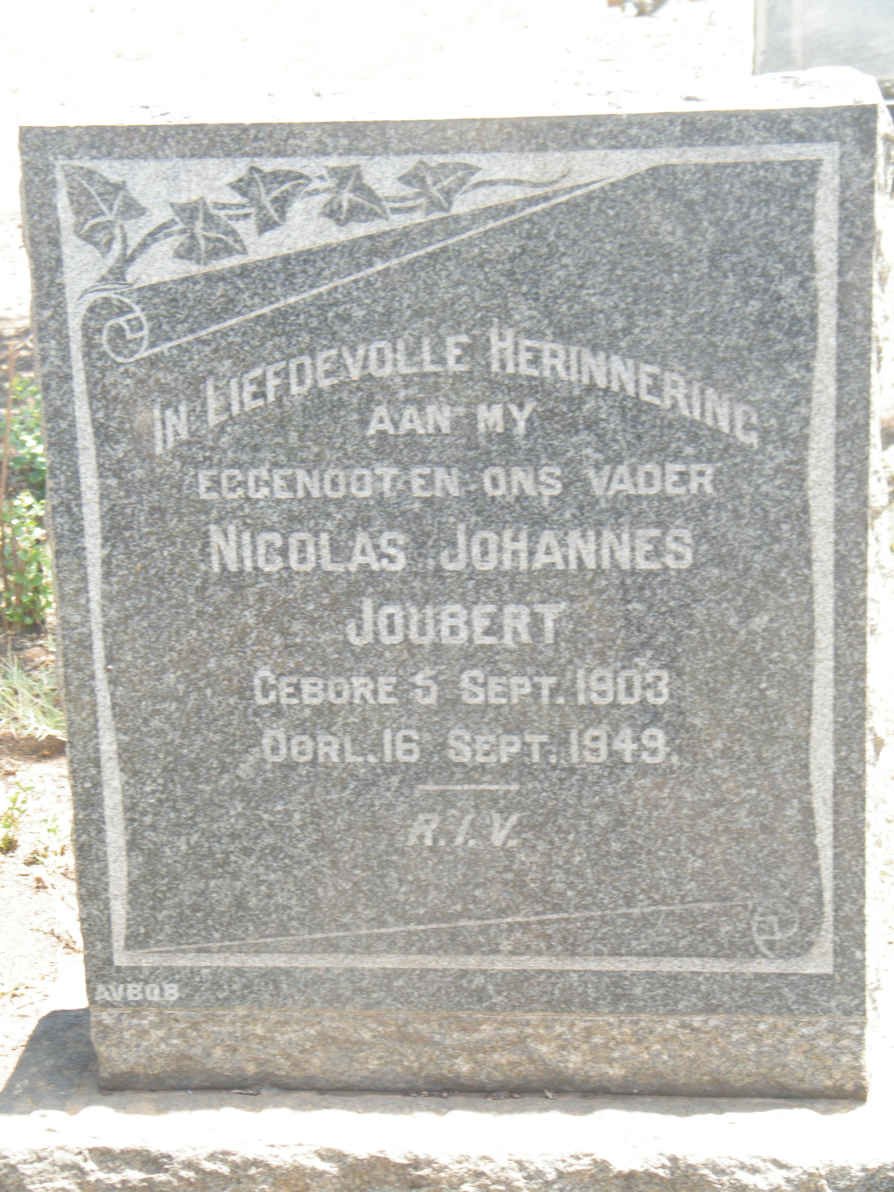 IN LIEFDEVOLLE HERINNERING
AAN MY
EGGENOOT EN ONS VADER
NICOLAS JOHANNES
JOUBERT
GEBORE 5 SEPT. 1903
OORL. 16 SEPT. 1949.
R.I.V.
AVBOB